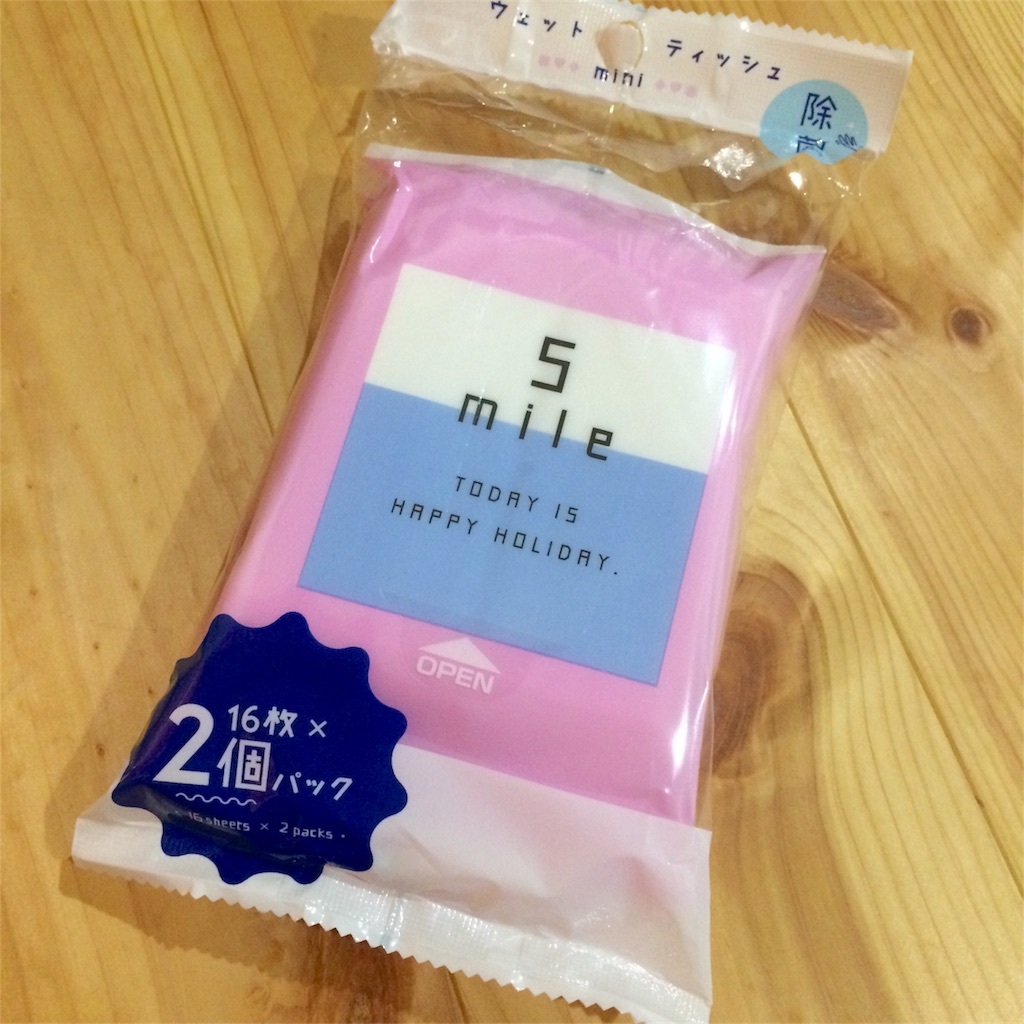 ウェット ティッシュ
mini
除
S
mile
TODAY IS
HAPPY HOLIDAY.
OPEN
16枚×
2個パック
16 sheets × 2 packs